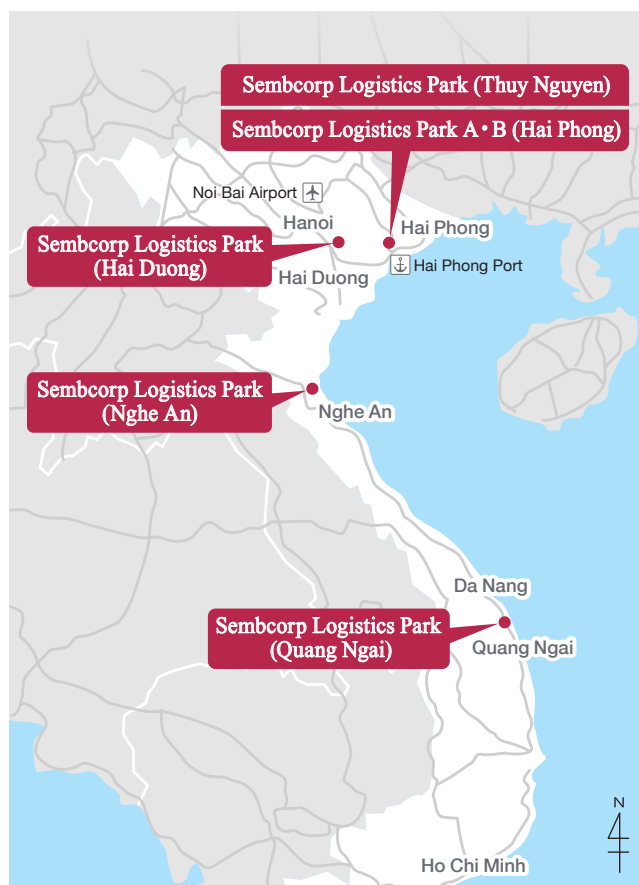 Sembcorp Logistics Park (Thuy Nguyen)
Sembcorp Logistics Park A・B (Hai Phong)
Noi Bai Airport
Hanoi
Hai Phong
Sembcorp Logistics Park
(Hai Duong)
Hai Phong Port
Hai Duong
Sembcorp Logistics Park
(Nghe An)
Nghe An
Da Nang
Sembcorp Logistics Park
(Quang Ngai)
Quang Ngai
N
Ho Chi Minh